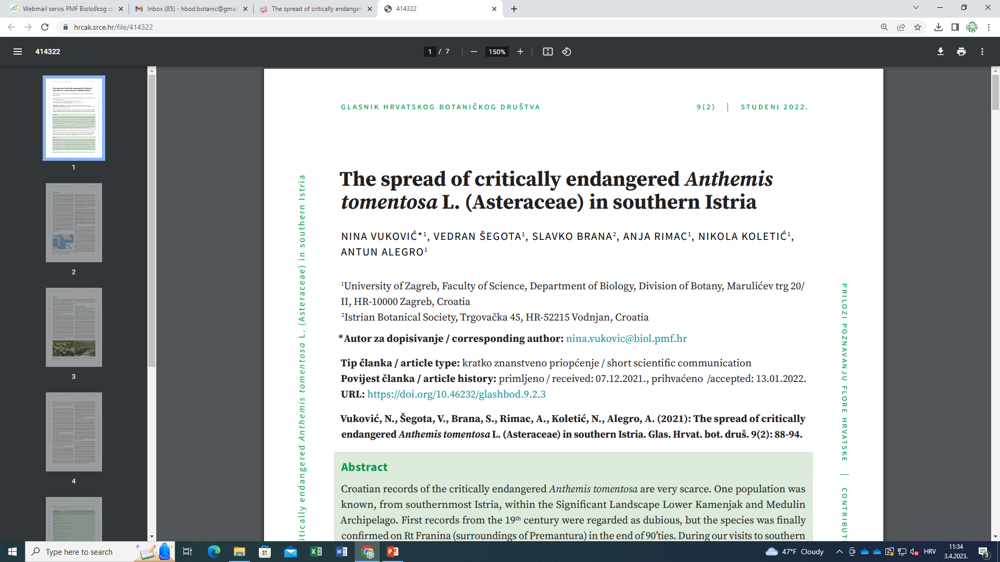 Webmail servis PMF Biološkog od
Inbox (85) - hbod.botanic@gmai
The spread of critically endanger
414322
hrcak.srce.hr/file/414322
414322
1 / 7
150%
1
2
3
4
GLASNIK HRVATSKOG BOTANIČKOG DRUŠTVA
9(2) | STUDENI 2022.
The spread of critically endangered Anthemis
tomentosa L. (Asteraceae) in southern Istria
NINA VUKOVIĆ*¹, VEDRAN ŠEGOTA¹, SLAVKO BRANA², ANJA RIMAC¹, NIKOLA KOLETIĆ¹,
ANTUN ALEGRO¹
¹University of Zagreb, Faculty of Science, Department of Biology, Division of Botany, Marulićev trg 20/
II, HR-10000 Zagreb, Croatia
²Istrian Botanical Society, Trgovačka 45, HR-52215 Vodnjan, Croatia
*Autor za dopisivanje / corresponding author: nina.vukovic@biol.pmf.hr
Tip članka / article type: kratko znanstveno priopćenje / short scientific communication
Povijest članka / article history: primljeno / received: 07.12.2021., prihvaćeno /accepted: 13.01.2022.
URL: https://doi.org/10.46232/glashbod.9.2.3
Vuković, N., Šegota, V., Brana, S., Rimac, A., Koletić, N., Alegro, A. (2021): The spread of critically
endangered Anthemis tomentosa L. (Asteraceae) in southern Istria. Glas. Hrvat. bot. druš. 9(2): 88-94.
Abstract
Croatian records of the critically endangered Anthemis tomentosa are very scarce. One population was
known, from southernmost Istria, within the Significant Landscape Lower Kamenjak and Medulin
Archipelago. First records from the 19th century were regarded as dubious, but the species was finally
confirmed on Rt Franina (surroundings of Premantura) in the end of 90'ties. During our visits to southern
itically endangered Anthemis tomentosa L. (Asteraceae) in southern Istria
PRILOZI POZNAVANJU FLORE HRVATSKE | CONTRIBUT
Type here to search
47°F Cloudy
HRV
11:34
3.4.2023.
3